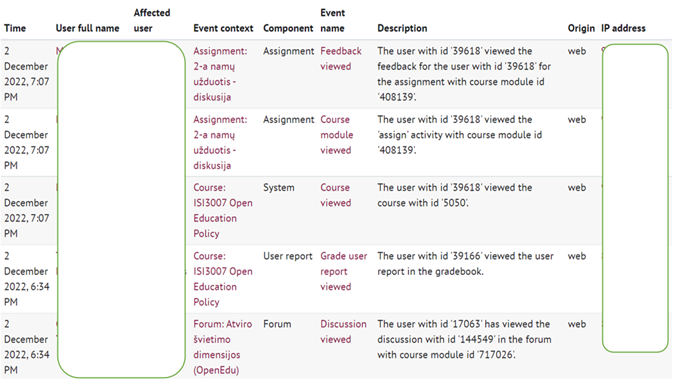 Time User full name Affected user Event context Component Event name Description Origin IP address
2 December 2022, 7:07 PM
Assignment: 2-a namų užduotis - diskusija
Assignment
Feedback viewed
The user with id '39618' viewed the feedback for the user with id '39618' for the assignment with course module id '408139'.
web
2 December 2022, 7:07 PM
Assignment: 2-a namų užduotis - diskusija
Assignment
Course module viewed
The user with id '39618' viewed the 'assign' activity with course module id '408139'.
web
2 December 2022, 7:07 PM
Course: ISI3007 Open Education Policy
System
Course viewed
The user with id '39618' viewed the course with id '5050'.
web
2 December 2022, 6:34 PM
Course: ISI3007 Open Education Policy
User report
Grade user report viewed
The user with id '39166' viewed the user report in the gradebook.
web
2 December 2022, 6:34 PM
Forum: Atviro švietimo dimensijos (OpenEdu)
Forum
Discussion viewed
The user with id '17063' has viewed the discussion with id '144549' in the forum with course module id '717026'.
web